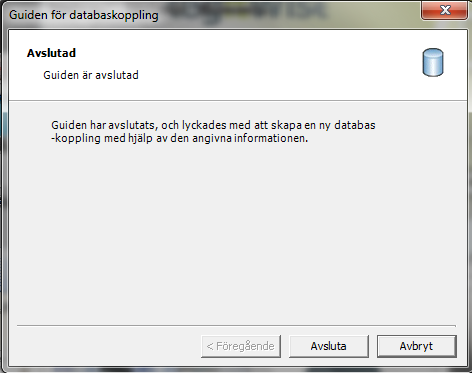 Guiden för databaskoppling
Avslutad
Guiden är avslutad
Guiden har avslutats, och lyckades med att skapa en ny databas
-koppling med hjälp av den angivna informationen.
< Föregående
Avsluta
Avbryt